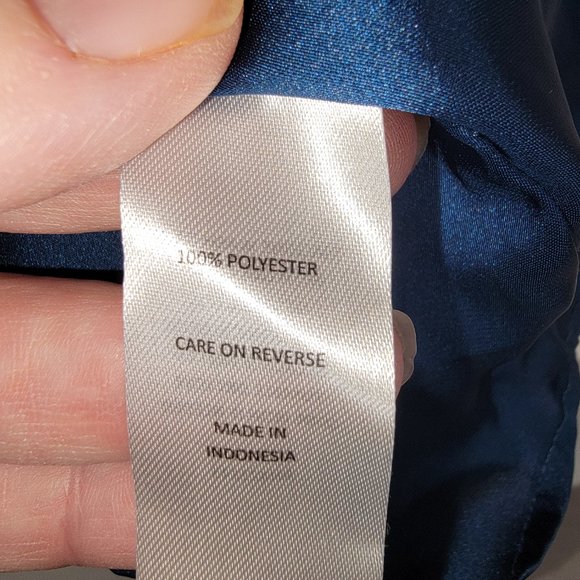 100% POLYESTER
CARE ON REVERSE
MADE IN
INDONESIA